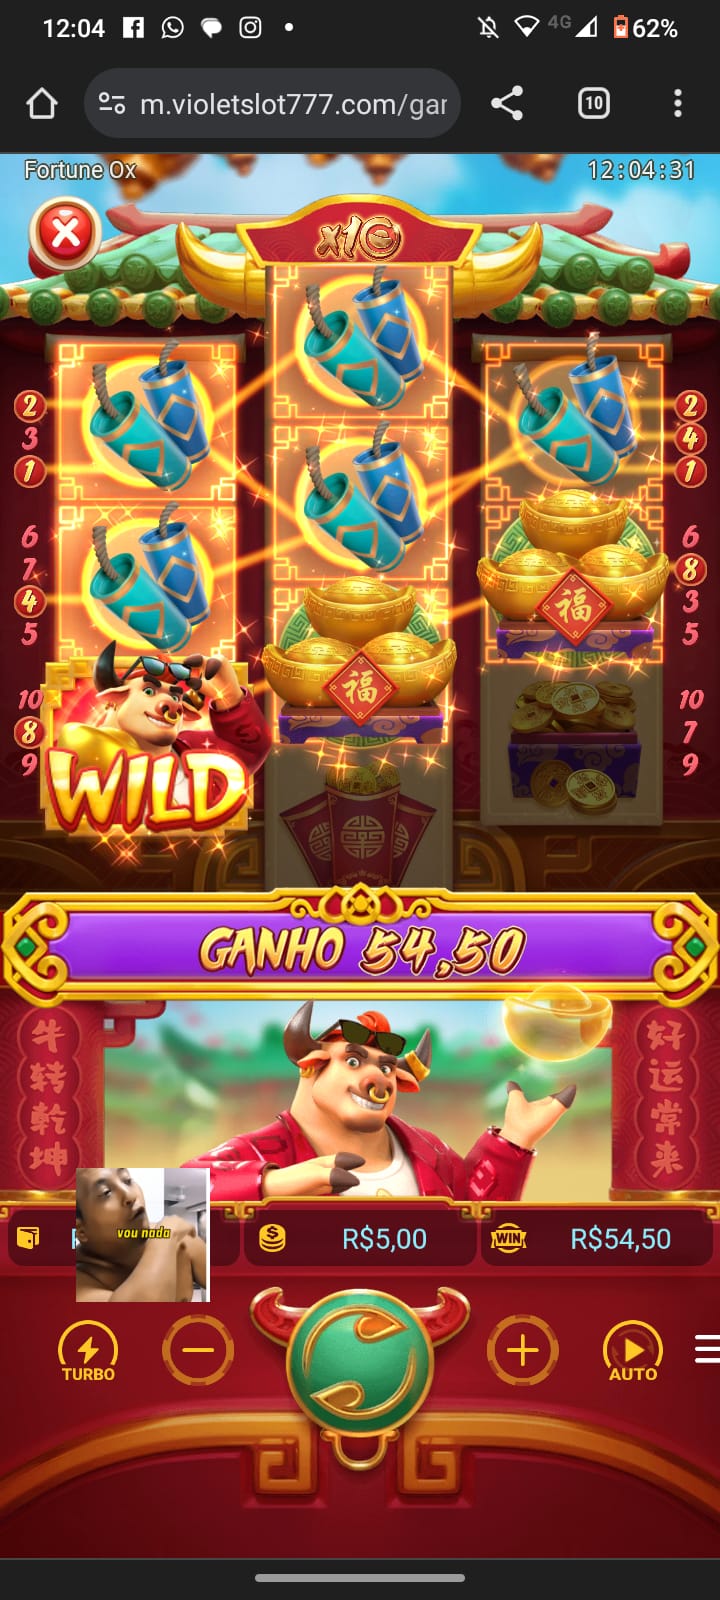 12:04
4G
62%
m.violetslot777.com/gar
10
Fortune Ox
12:04:31
x10
2
3
1
6
7
4
5
10
8
9
2
4
1
6
8
3
5
10
7
9
福
福
WILD
GANHO 54,50
牛转乾坤
好运常来
vou nada
R$5,00
WIN
R$54,50
TURBO
AUTO